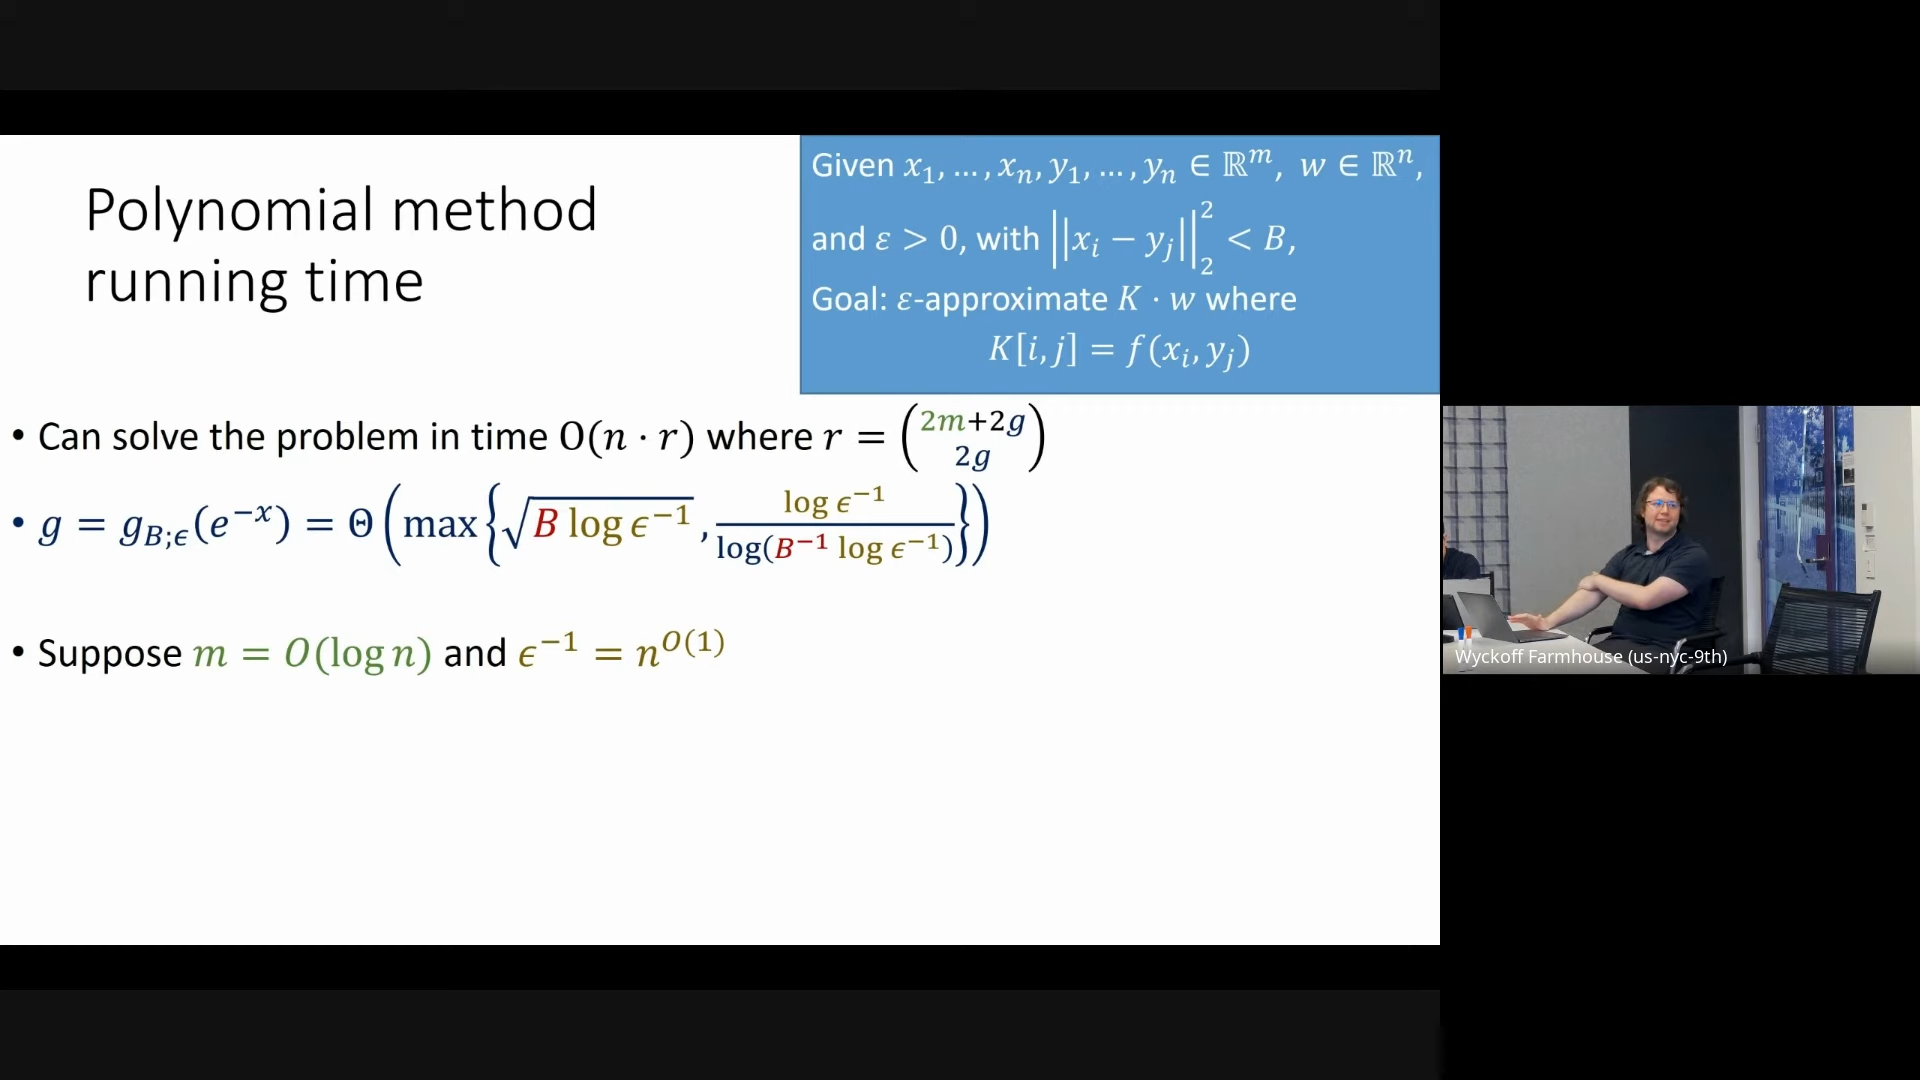 Polynomial method
running time
Given x₁, … , xₙ, y₁, … , yₙ ∈ ℝᵐ, w ∈ ℝⁿ,
and ε > 0, with ||xᵢ − yⱼ||₂² < B,
Goal: ε-approximate K · w where
K[i, j] = f(xᵢ, yⱼ)
• Can solve the problem in time O(n · r) where r = \binom{2m+2g}{2g}
• g = g_{B;ϵ}(e^{−x}) = Θ(max{√(B log ϵ⁻¹), \frac{log ϵ⁻¹}{log(B⁻¹ log ϵ⁻¹)}})
• Suppose m = O(log n) and ϵ⁻¹ = n^{O(1)}
Wyckoff Farmhouse (us-nyc-9th)